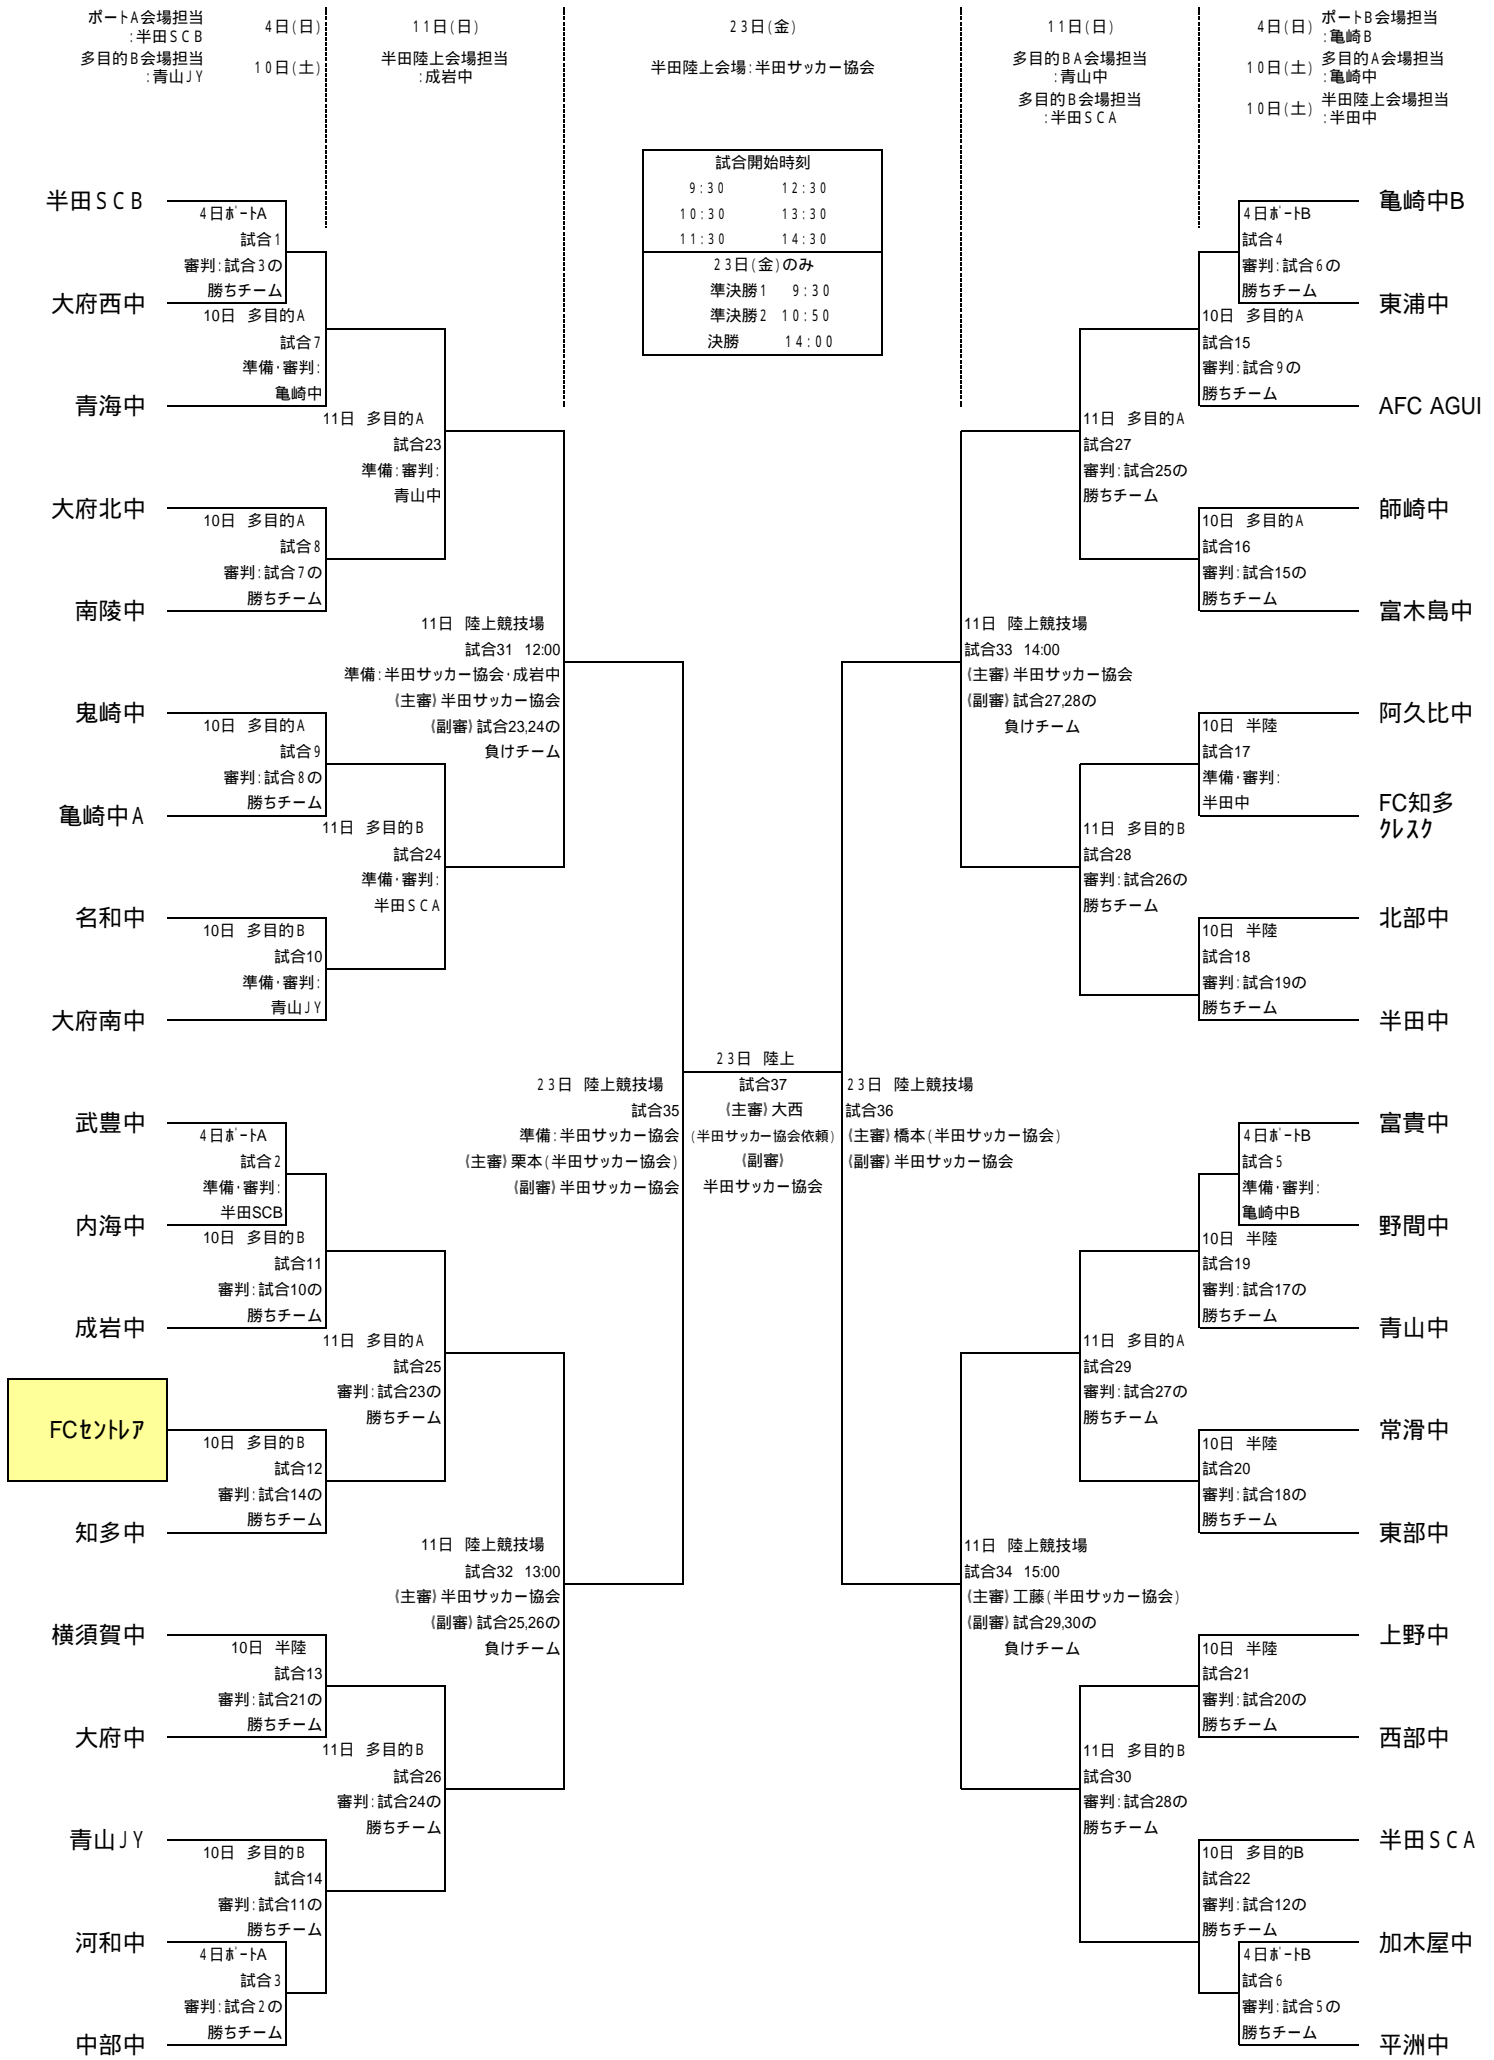 ポートA会場担当
:半田SCB
4日(日)
多目的B会場担当
:青山JY
10日(土)
11日(日)
半田陸上会場担当
:成岩中
23日(金)
半田陸上会場:半田サッカー協会
11日(日)
多目的BA会場担当
:青山中
多目的B会場担当
:半田SCA
4日(日)
ポートB会場担当
:亀崎B
10日(土)
多目的A会場担当
:亀崎中
10日(土)
半田陸上会場担当
:半田中
試合開始時刻
9:30 12:30
10:30 13:30
11:30 14:30
23日(金)のみ
準決勝1 9:30
準決勝2 10:50
決勝 14:00
半田SCB
4日ポートA
試合1
審判:試合3の
勝ちチーム
大府西中
10日 多目的A
試合7
準備・審判:
亀崎中
青海中
11日 多目的A
試合23
準備:審判:
青山中
大府北中
10日 多目的A
試合8
審判:試合7の
勝ちチーム
南陵中
11日 陸上競技場
試合31 12:00
準備:半田サッカー協会・成岩中
(主審)半田サッカー協会
(副審)試合23,24の
負けチーム
鬼崎中
10日 多目的A
試合9
審判:試合8の
勝ちチーム
亀崎中A
11日 多目的B
試合24
準備・審判:
半田SCA
名和中
10日 多目的B
試合10
準備・審判:
青山JY
大府南中
23日 陸上競技場
試合35
準備:半田サッカー協会
(主審)栗本(半田サッカー協会)
(副審)半田サッカー協会
武豊中
4日ポートA
試合2
準備・審判:
半田SCB
内海中
10日 多目的B
試合11
審判:試合10の
勝ちチーム
成岩中
11日 多目的A
試合25
審判:試合23の
勝ちチーム
FCセントレア
10日 多目的B
試合12
審判:試合14の
勝ちチーム
知多中
11日 陸上競技場
試合32 13:00
(主審)半田サッカー協会
(副審)試合25,26の
負けチーム
横須賀中
10日 半陸
試合13
審判:試合21の
勝ちチーム
大府中
11日 多目的B
試合26
審判:試合24の
勝ちチーム
青山JY
10日 多目的B
試合14
審判:試合11の
勝ちチーム
河和中
4日ポートA
試合3
審判:試合2の
勝ちチーム
中部中
23日 陸上
試合37
(主審)大西
(半田サッカー協会依頼)
(副審)
半田サッカー協会
亀崎中B
4日ポートB
試合4
審判:試合6の
勝ちチーム
東浦中
10日 多目的A
試合15
審判:試合9の
勝ちチーム
AFC AGUI
11日 多目的A
試合27
審判:試合25の
勝ちチーム
師崎中
10日 多目的A
試合16
審判:試合15の
勝ちチーム
富木島中
11日 陸上競技場
試合33 14:00
(主審)半田サッカー協会
(副審)試合27,28の
負けチーム
阿久比中
10日 半陸
試合17
準備・審判:
半田中
FC知多
クレスク
11日 多目的B
試合28
審判:試合26の
勝ちチーム
北部中
10日 半陸
試合18
審判:試合19の
勝ちチーム
半田中
23日 陸上競技場
試合36
(主審)橋本(半田サッカー協会)
(副審)半田サッカー協会
富貴中
4日ポートB
試合5
準備・審判:
亀崎中B
野間中
10日 半陸
試合19
審判:試合17の
勝ちチーム
青山中
11日 多目的A
試合29
審判:試合27の
勝ちチーム
常滑中
10日 半陸
試合20
審判:試合18の
勝ちチーム
東部中
11日 陸上競技場
試合34 15:00
(主審)工藤(半田サッカー協会)
(副審)試合29,30の
負けチーム
上野中
10日 半陸
試合21
審判:試合20の
勝ちチーム
西部中
11日 多目的B
試合30
審判:試合28の
勝ちチーム
半田SCA
10日 多目的B
試合22
審判:試合12の
勝ちチーム
加木屋中
4日ポートB
試合6
審判:試合5の
勝ちチーム
平洲中